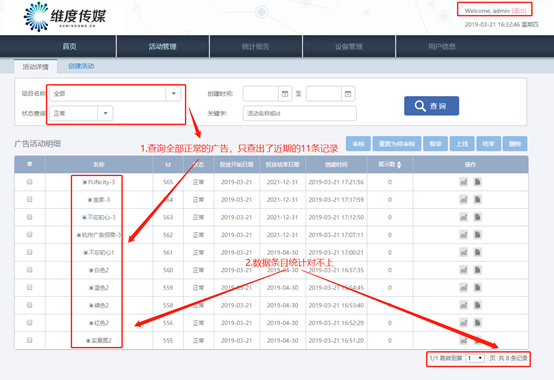 维度传媒
Welcome, admin [退出]
2019-03-21 16:32:46 星期四
首页 活动管理 统计报告 设备管理 用户信息
活动详情 创建活动
项目名称: 全部 创建时间: 至
状态查询: 正常 关键字: 活动名称或id 查 询
1.查询全部正常的广告，只查出了近期的11条记录
广告活动明细 审核 重置为待审核 暂停 上线 结束 删除
名称 Id 状态 投放开始日期 投放结束日期 创建时间 展示数 操作
FUNcity-3 565 正常 2019-03-21 2021-12-31 2019-03-21 17:21:56 0
宜家-3 564 正常 2019-03-21 2021-12-31 2019-03-21 17:17:59 0
不忘初心-3 563 正常 2019-03-21 2021-12-31 2019-03-21 17:12:50 0
杭州广告招商-3 562 正常 2019-03-21 2021-12-31 2019-03-21 17:07:11 0
不忘初心1 561 正常 2019-03-21 2019-04-30 2019-03-21 17:00:21 0
2.数据条目统计对不上
白色2 560 正常 2019-03-21 2019-04-30 2019-03-21 16:57:35 0
蓝色2 559 正常 2019-03-21 2019-04-30 2019-03-21 16:54:45 0
绿色2 558 正常 2019-03-21 2019-04-30 2019-03-21 16:53:40 0
红色2 556 正常 2019-03-21 2019-04-30 2019-03-21 16:52:29 0
实景图2 555 正常 2019-03-21 2019-04-30 2019-03-21 16:51:20 0
1/1 跳转到第 1 页 共 8 条记录